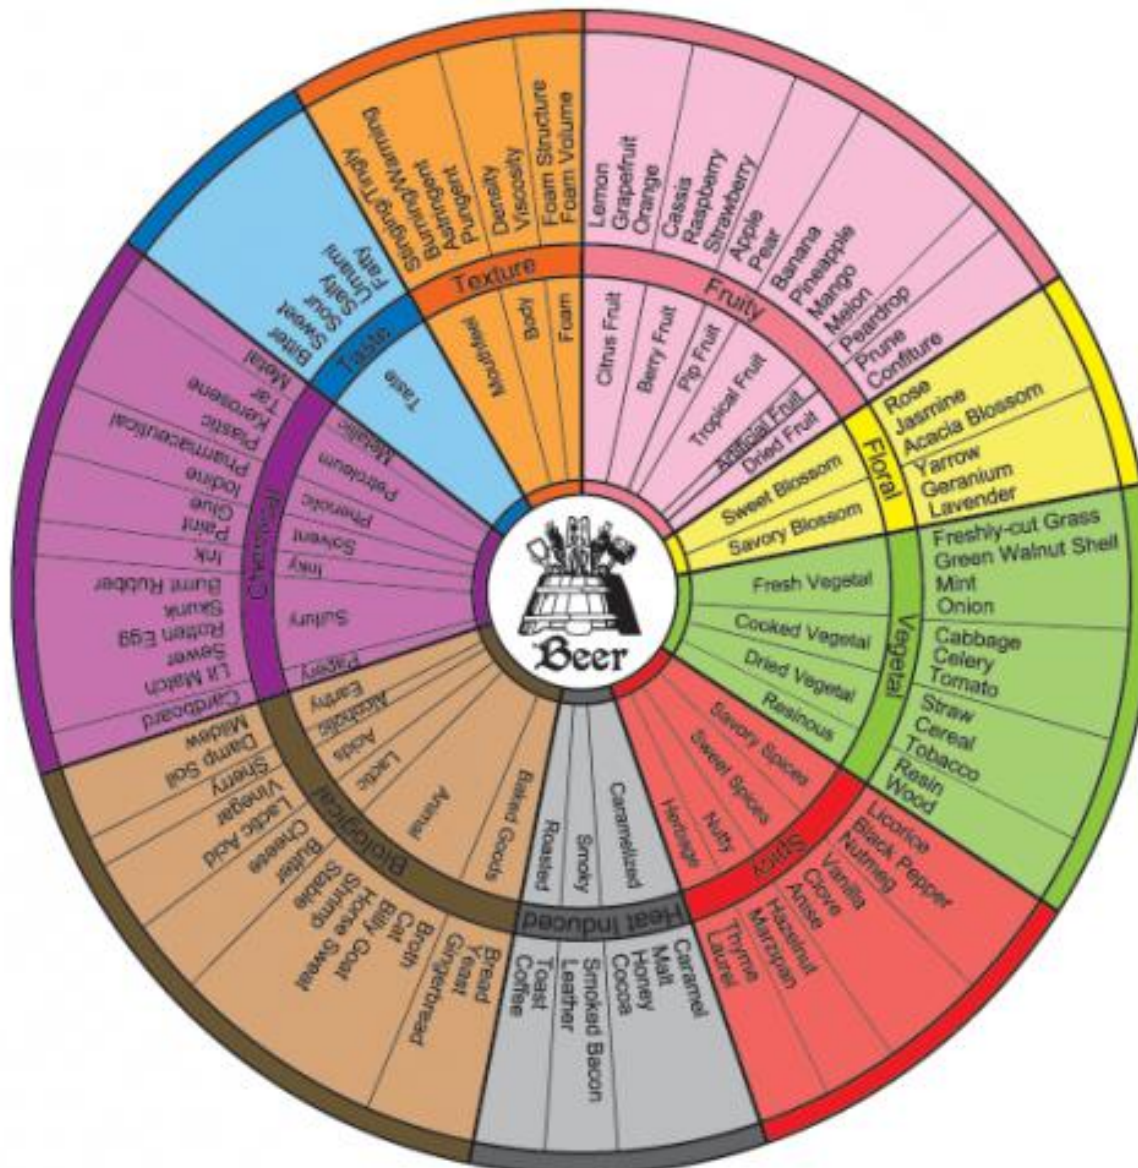 Beer
Fruity
Citrus Fruit
Lemon
Grapefruit
Orange
Berry Fruit
Cassis
Raspberry
Strawberry
Pip Fruit
Apple
Pear
Tropical Fruit
Banana
Pineapple
Mango
Melon
Artificial Fruit
Peardrop
Dried Fruit
Prune
Confiture
Floral
Sweet Blossom
Rose
Jasmine
Acacia Blossom
Savory Blossom
Yarrow
Geranium
Lavender
Vegetal
Fresh Vegetal
Freshly-cut Grass
Green Walnut Shell
Mint
Onion
Cooked Vegetal
Cabbage
Celery
Tomato
Dried Vegetal
Straw
Cereal
Tobacco
Resinous
Resin
Wood
Spicy
Savory Spices
Licorice
Black Pepper
Nutmeg
Sweet Spices
Vanilla
Clove
Anise
Nutty
Hazelnut
Marzipan
Herbage
Thyme
Laurel
Heat Induced
Caramelized
Caramel
Malt
Honey
Cocoa
Smoky
Smoked Bacon
Leather
Roasted
Toast
Coffee
Biological
Baked Goods
Bread
Yeast
Gingerbread
Animal
Broth
Cat
Billy Goat
Horse Sweat
Shrimp
Stable
Lactic
Butter
Cheese
Lactic Acid
Acids
Vinegar
Alcoholic
Sherry
Earthy
Damp Soil
Mildew
Chemical
Papery
Cardboard
Sulfury
Lit Match
Sewer
Rotten Egg
Skunk
Burnt Rubber
Inky
Ink
Solvent
Paint
Glue
Phenolic
Iodine
Pharmaceutical
Plastic
Petroleum
Kerosene
Tar
Metallic
Metal
Taste
Taste
Bitter
Sweet
Sour
Salty
Umami
Fatty
Texture
Mouthfeel
Stinging/Tingly
Burning/Warming
Astringent
Pungent
Body
Density
Viscosity
Foam
Foam Structure
Foam Volume